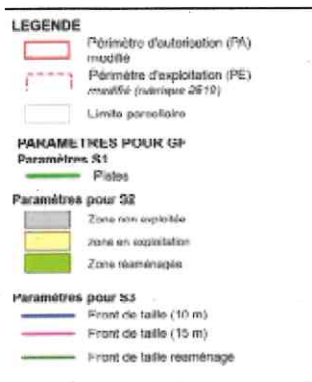 LEGENDE
Périmètre d'autorisation (PA)
modifié
Périmètre d'exploitation (PE)
modifié (rubrique 2510)
Limite parcellaire
PARAMETRES POUR GF
Paramètres S1
Pistes
Paramètres pour S2
Zone non exploitée
zone en exploitation
Zone réaménagée
Paramètres pour S3
Front de taille (10 m)
Front de taille (15 m)
Front de taille reaménagé